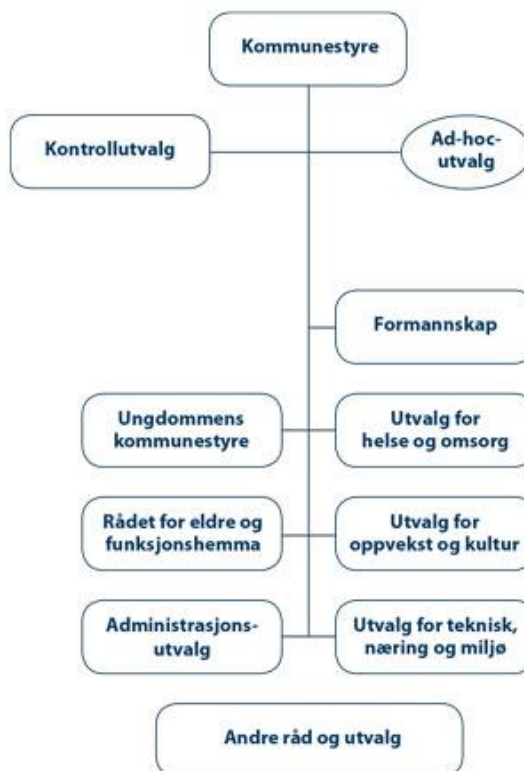 Kommunestyre
Kontrollutvalg
Ad-hoc-
utvalg
Formannskap
Ungdommens
kommunestyre
Utvalg for
helse og omsorg
Rådet for eldre og
funksjonshemma
Utvalg for
oppvekst og kultur
Administrasjons-
utvalg
Utvalg for teknisk,
næring og miljø
Andre råd og utvalg